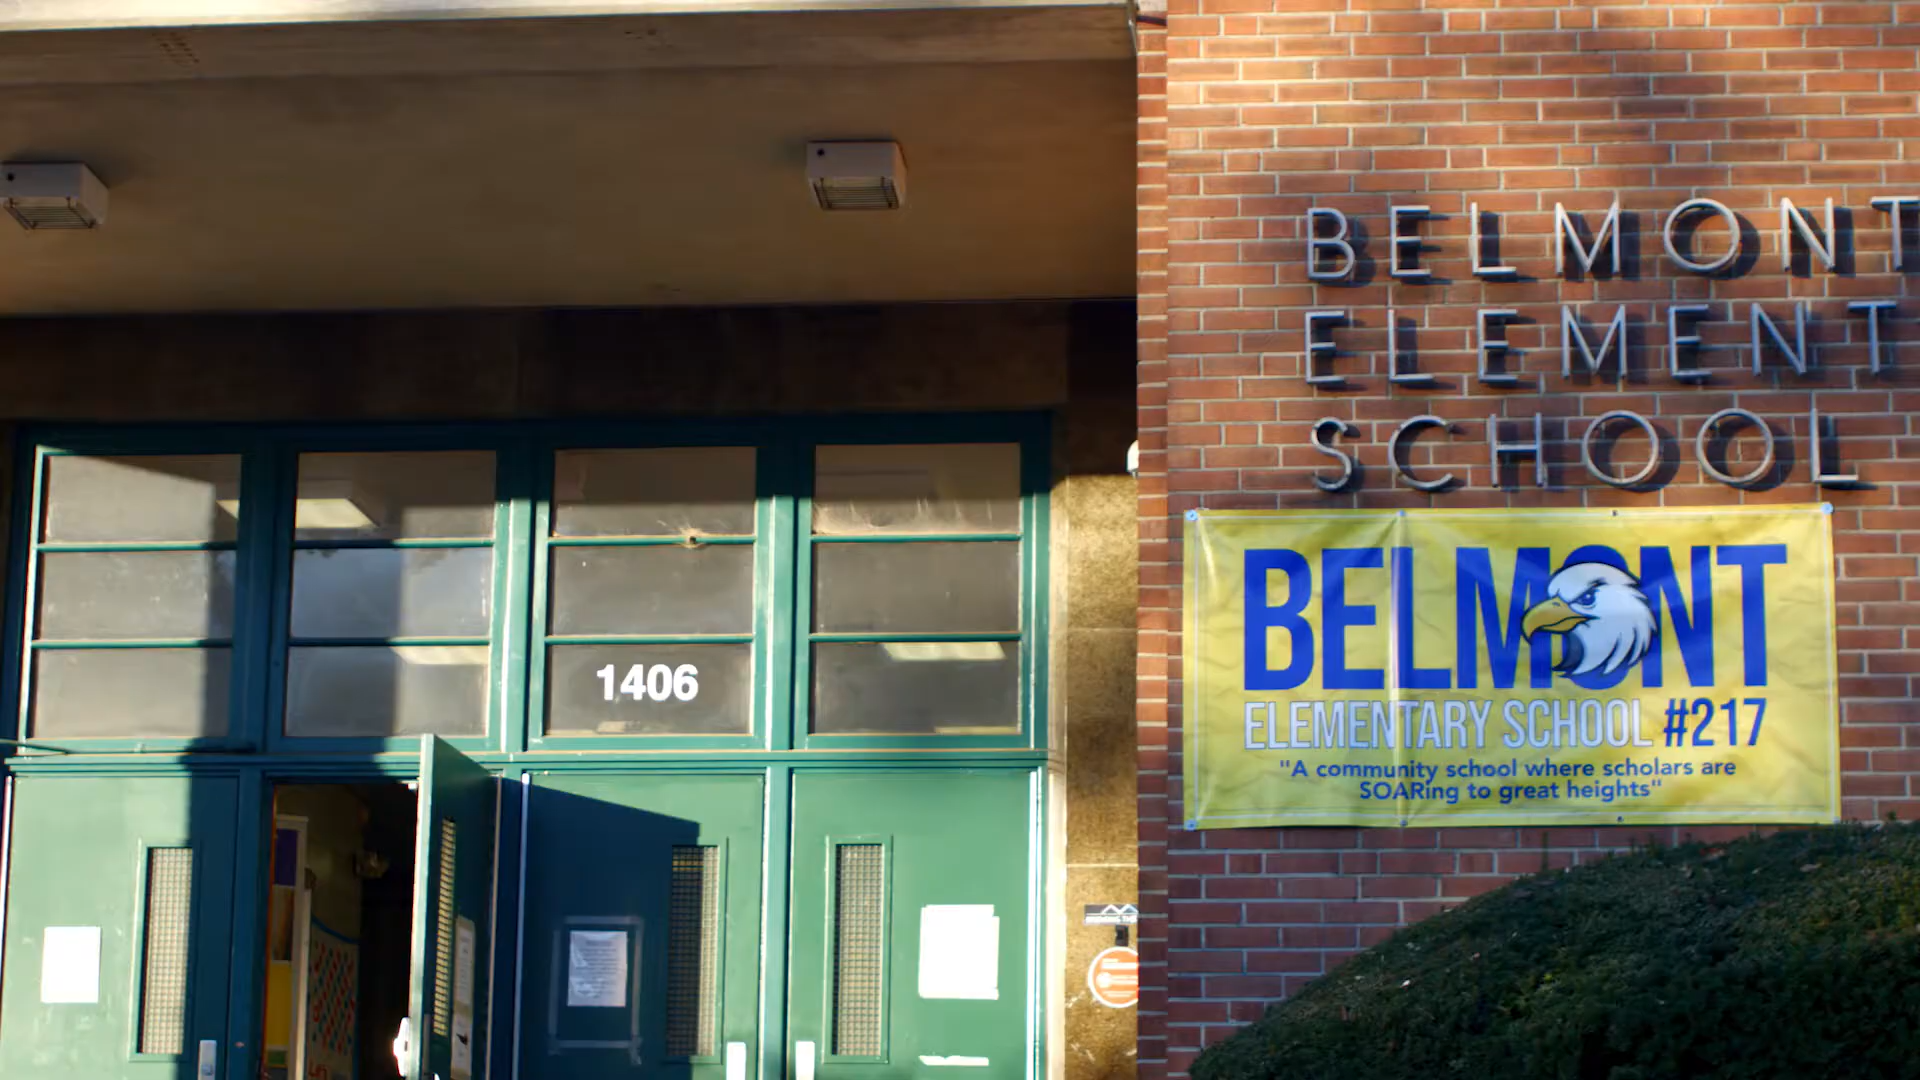 BELMONT
ELEMENT
SCHOOL
BELMONT
ELEMENTARY SCHOOL #217
"A community school where scholars are
SOARing to great heights"
1406